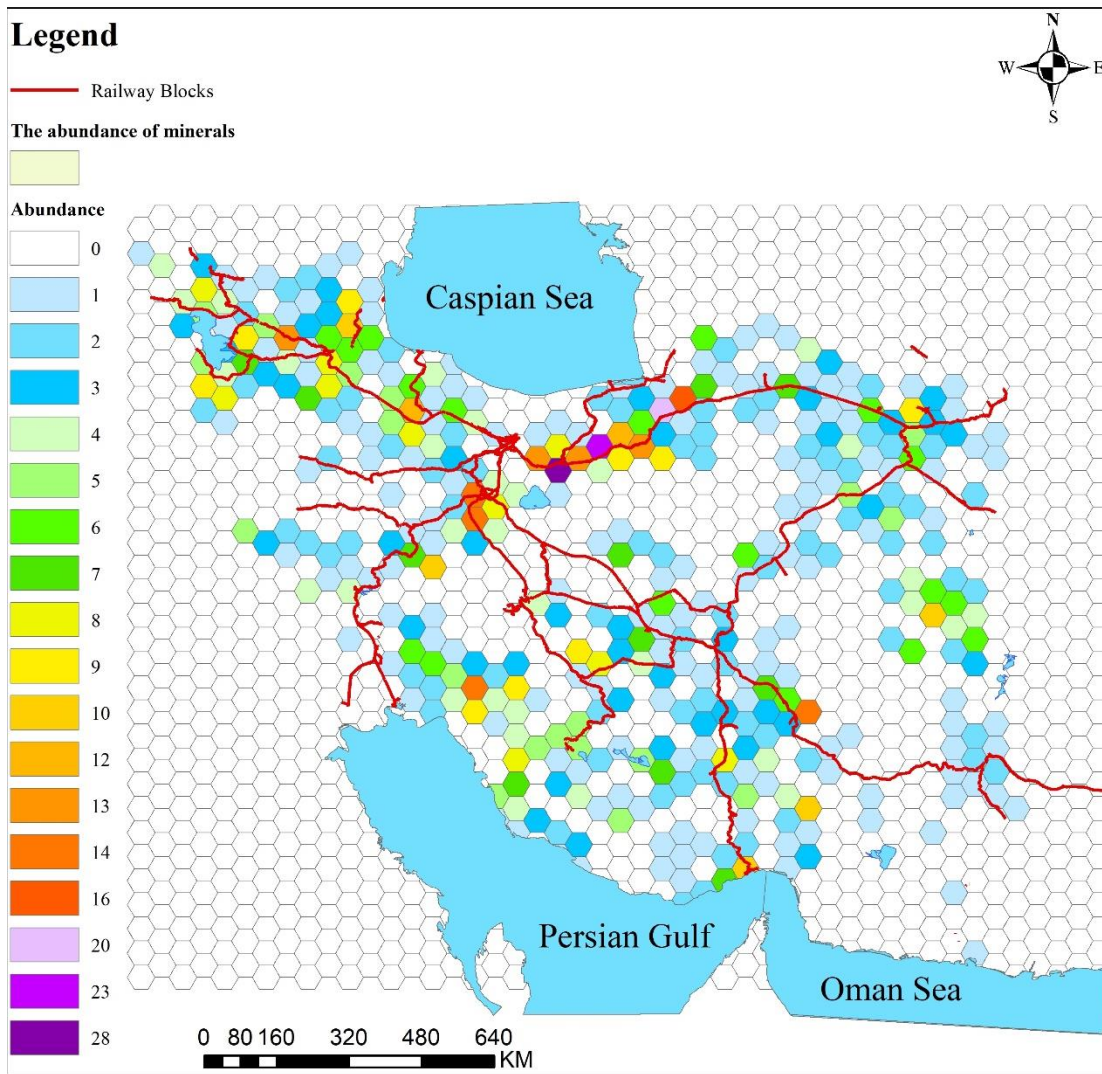 Legend
Railway Blocks
The abundance of minerals
Abundance
0
1
2
3
4
5
6
7
8
9
10
12
13
14
16
20
23
28
N
W
E
S
Caspian Sea
Persian Gulf
Oman Sea
0 80 160 320 480 640
KM